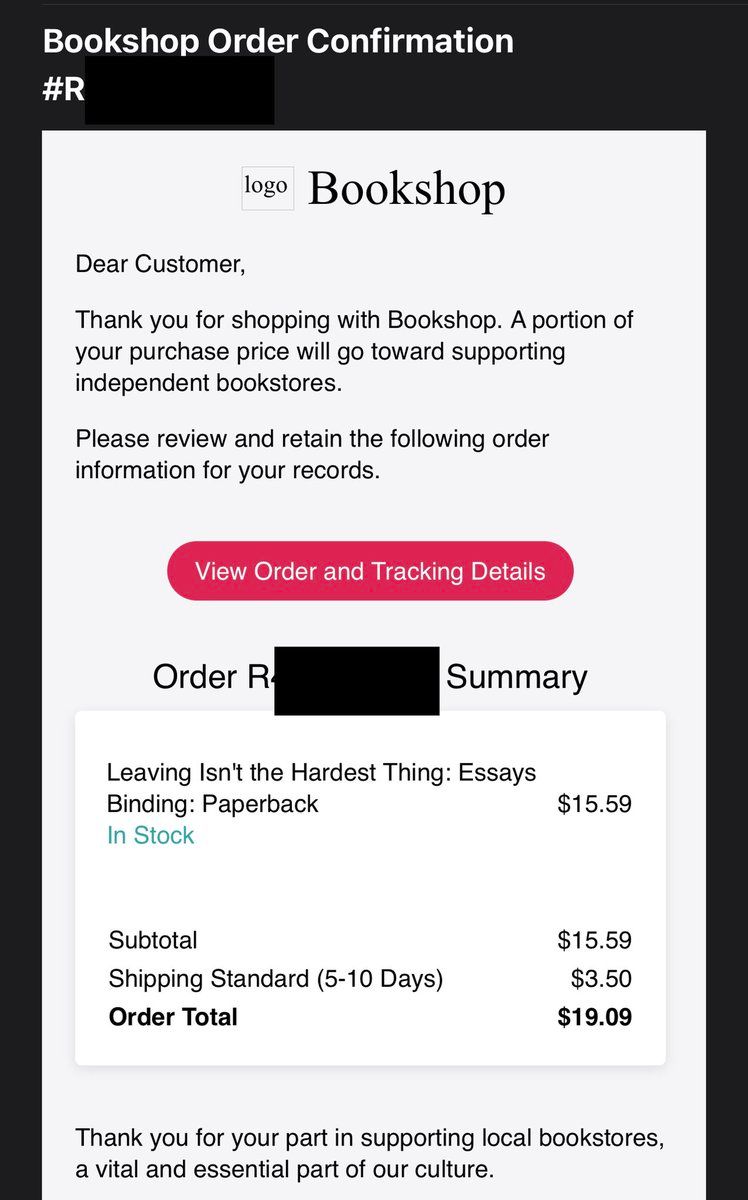 Bookshop Order Confirmation
#R
logo Bookshop
Dear Customer,
Thank you for shopping with Bookshop. A portion of
your purchase price will go toward supporting
independent bookstores.
Please review and retain the following order
information for your records.
View Order and Tracking Details
Order R Summary
Leaving Isn't the Hardest Thing: Essays
Binding: Paperback $15.59
In Stock
Subtotal $15.59
Shipping Standard (5-10 Days) $3.50
Order Total $19.09
Thank you for your part in supporting local bookstores,
a vital and essential part of our culture.